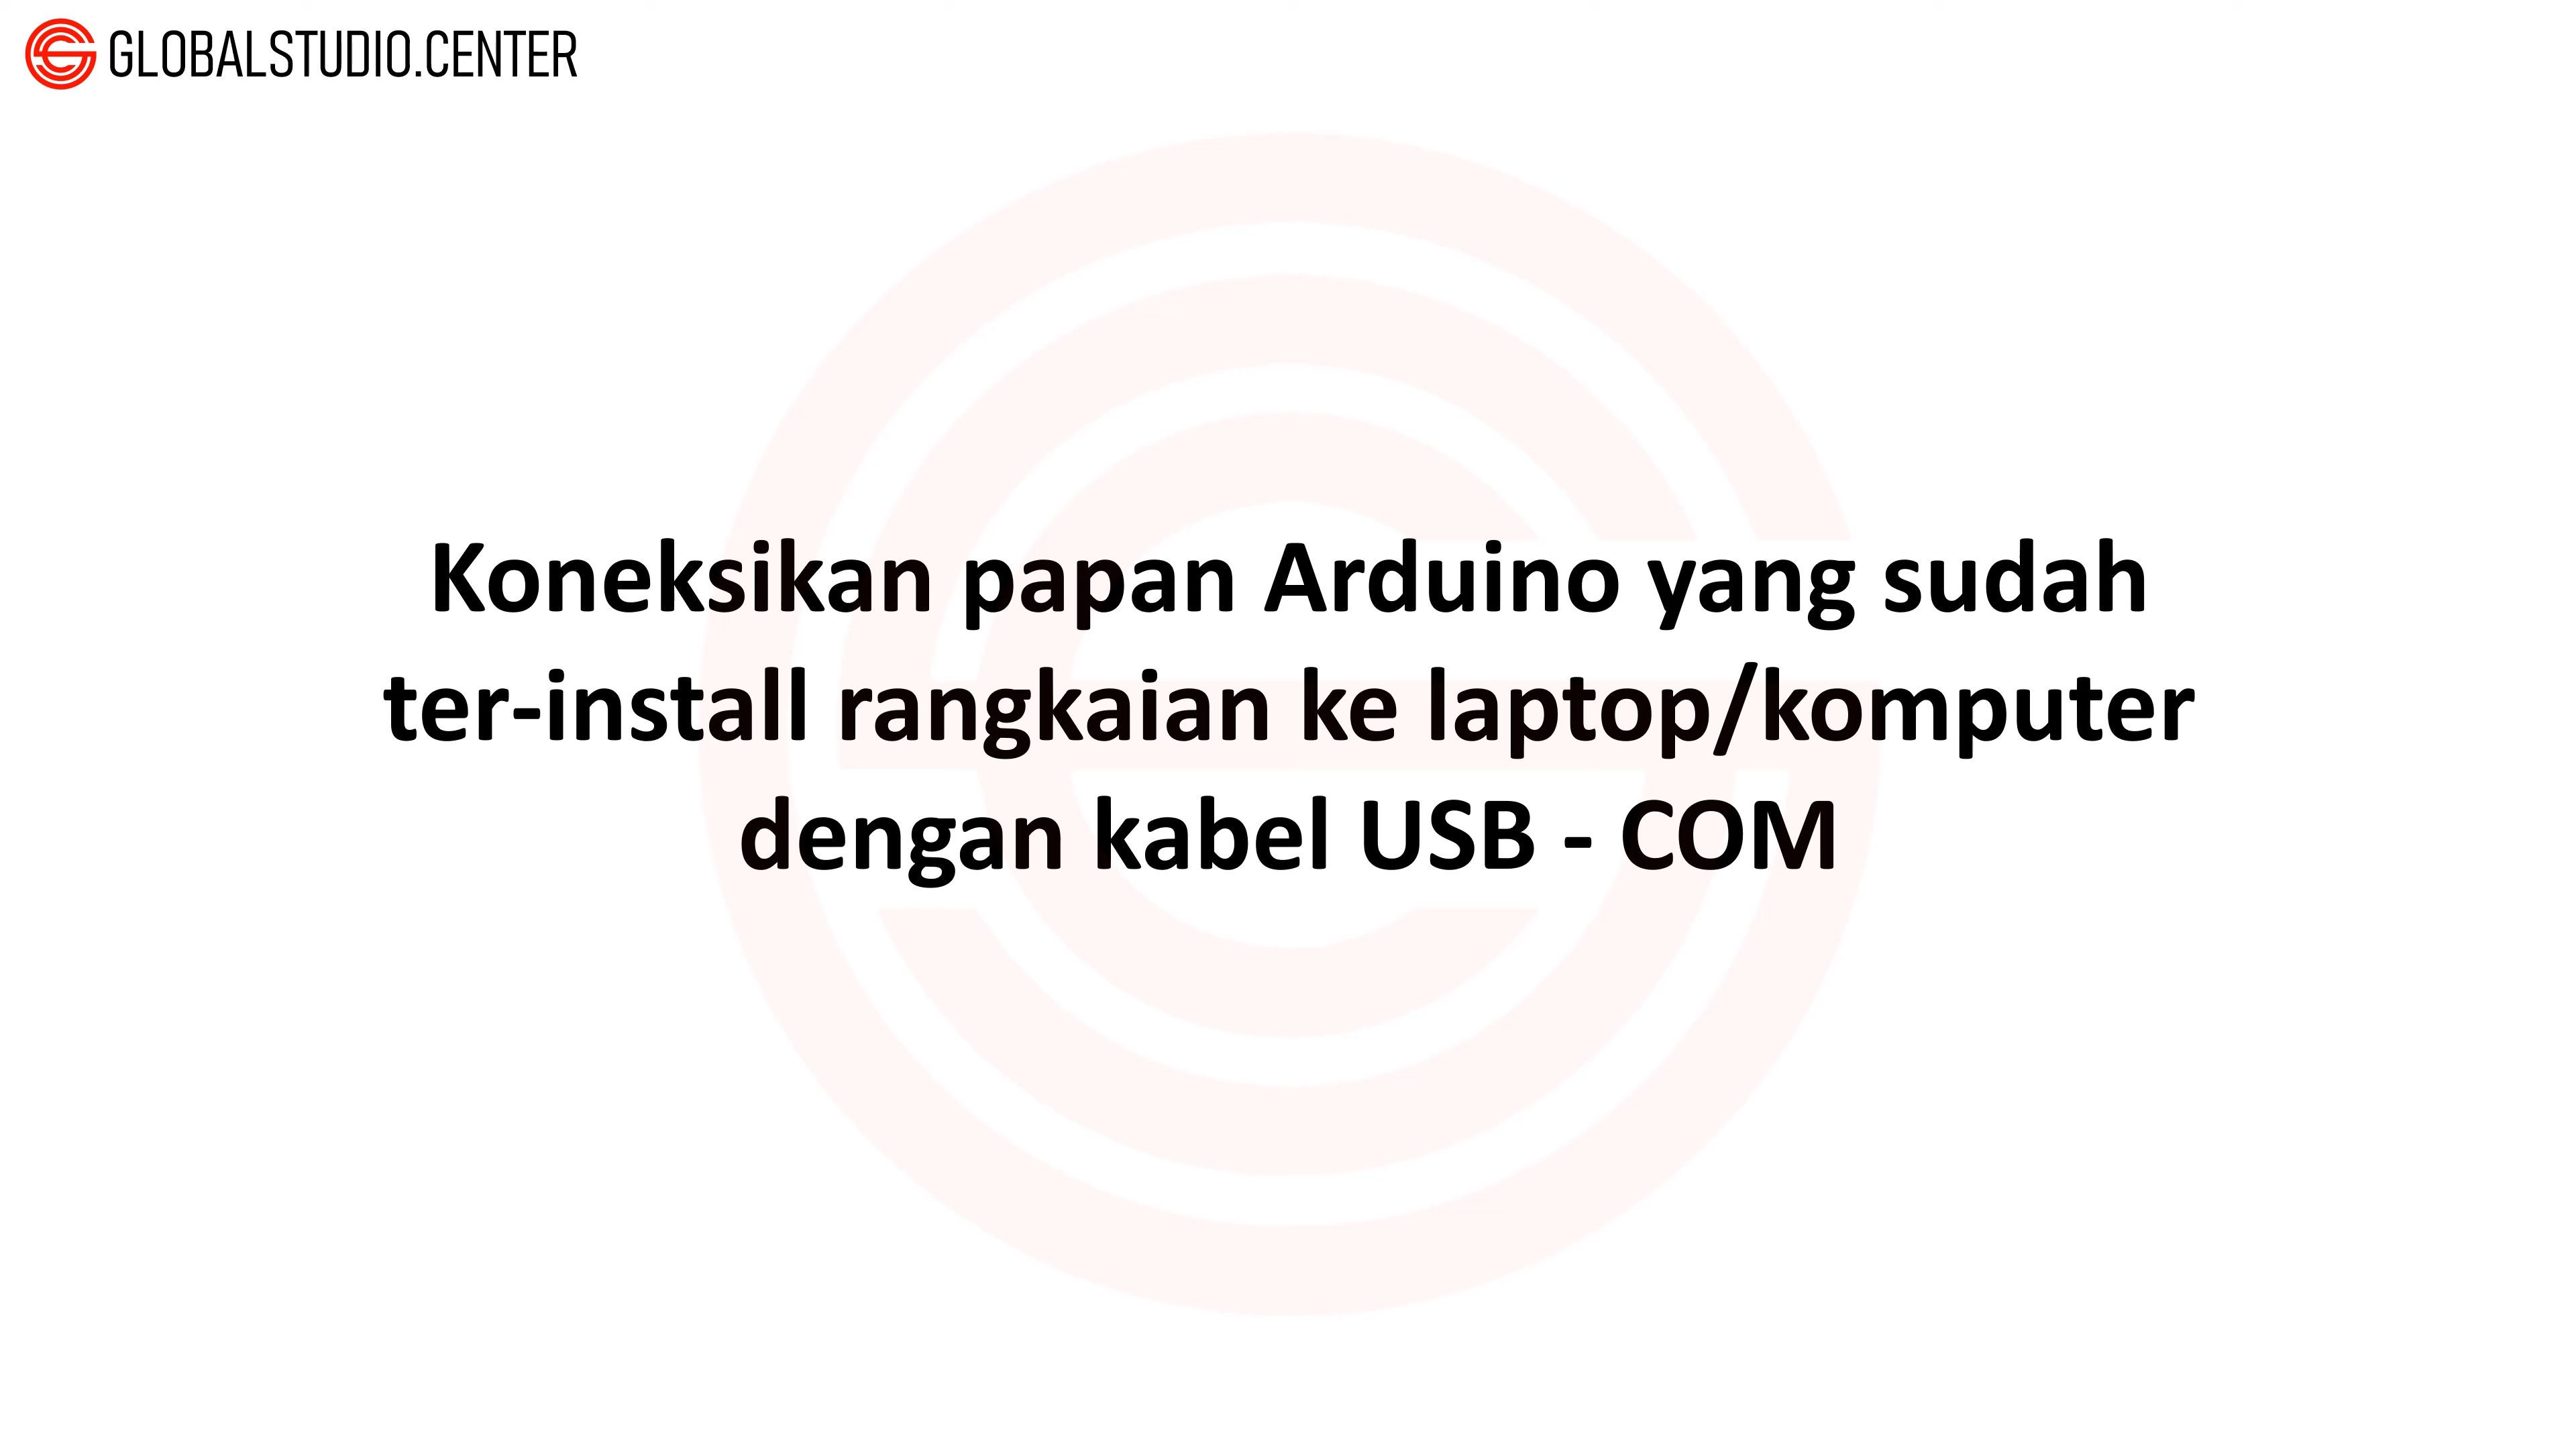 GLOBALSTUDIO.CENTER
Koneksikan papan Arduino yang sudah
ter-install rangkaian ke laptop/komputer
dengan kabel USB - COM